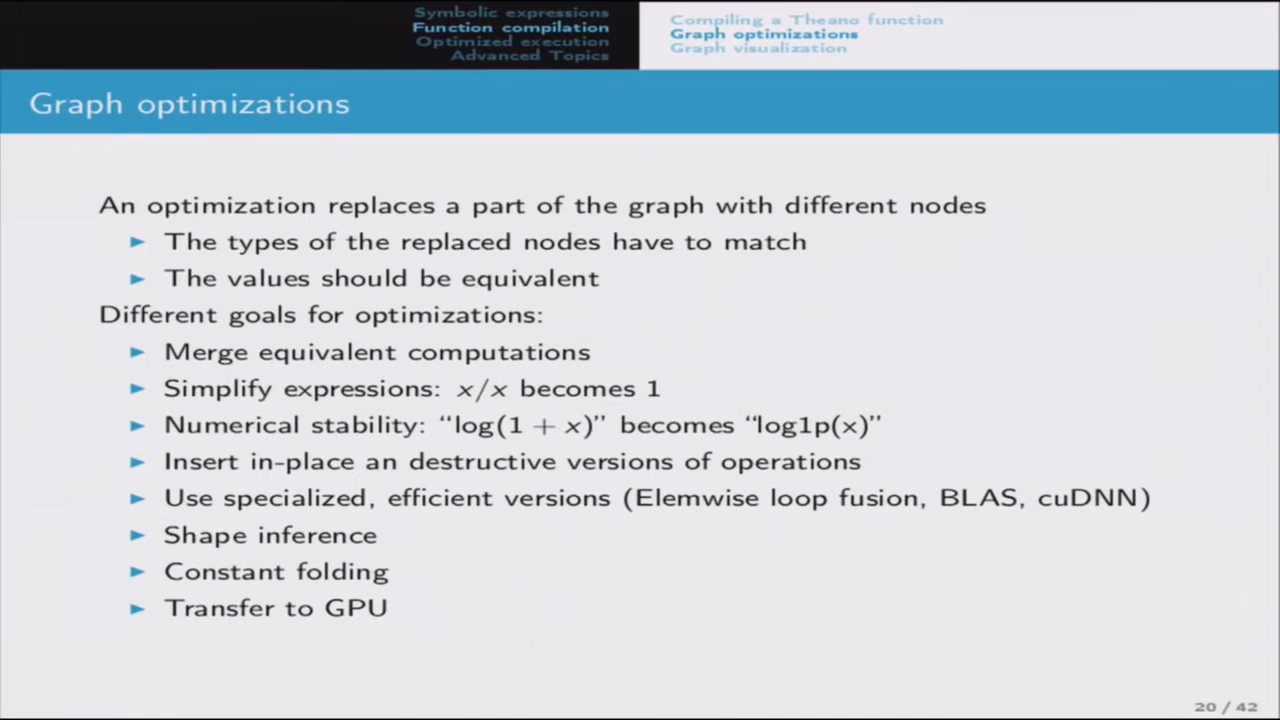 Symbolic expressions
Function compilation
Optimized execution
Advanced Topics
Compiling a Theano function
Graph optimizations
Graph visualization
Graph optimizations
An optimization replaces a part of the graph with different nodes
► The types of the replaced nodes have to match
► The values should be equivalent
Different goals for optimizations:
► Merge equivalent computations
► Simplify expressions: x/x becomes 1
► Numerical stability: “log(1 + x)” becomes “log1p(x)”
► Insert in-place an destructive versions of operations
► Use specialized, efficient versions (Elemwise loop fusion, BLAS, cuDNN)
► Shape inference
► Constant folding
► Transfer to GPU
20 / 42